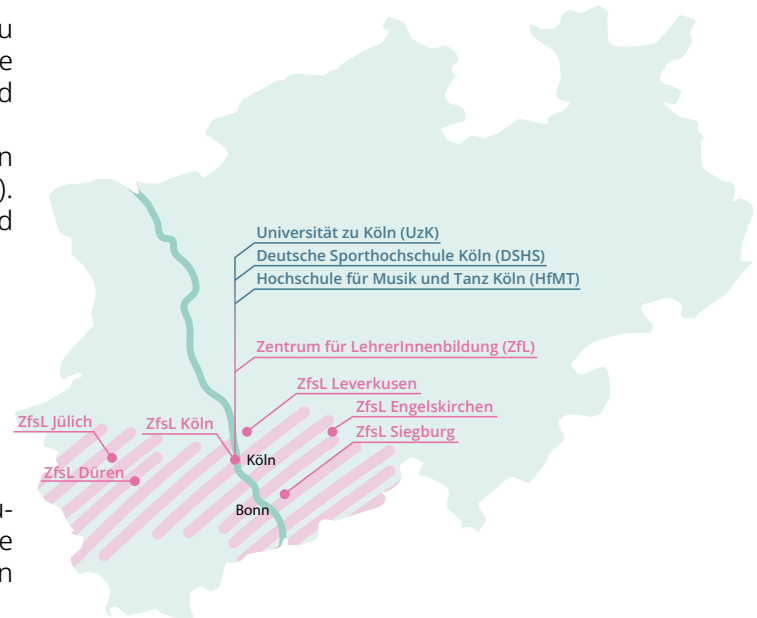 u
e
d
n
).
d
Universität zu Köln (UzK)
Deutsche Sporthochschule Köln (DSHS)
Hochschule für Musik und Tanz Köln (HfMT)
Zentrum für LehrerInnenbildung (ZfL)
ZfsL Leverkusen
ZfsL Engelskirchen
ZfsL Jülich
ZfsL Köln
ZfsL Siegburg
Köln
ZfsL Düren
Bonn
u-
e
n